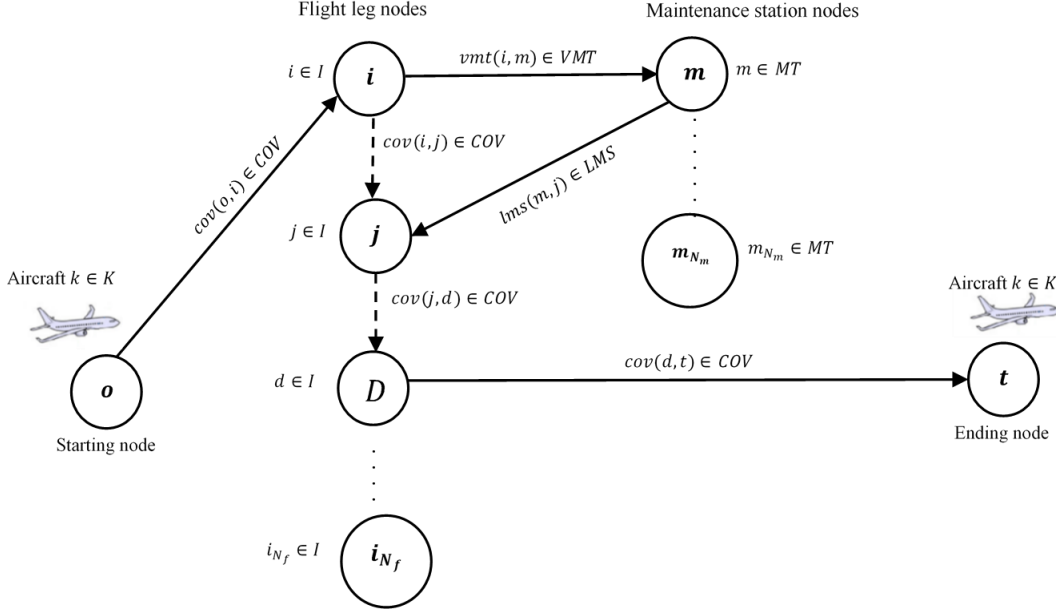 Flight leg nodes
Maintenance station nodes
i ∈ I
i
vmt(i, m) ∈ VMT
m
m ∈ MT
cov(o, i) ∈ COV
cov(i, j) ∈ COV
lms(m, j) ∈ LMS
j ∈ I
j
m_{N_m}
m_{N_m} ∈ MT
Aircraft k ∈ K
cov(j, d) ∈ COV
Aircraft k ∈ K
o
Starting node
d ∈ I
D
cov(d, t) ∈ COV
t
Ending node
i_{N_f} ∈ I
i_{N_f}